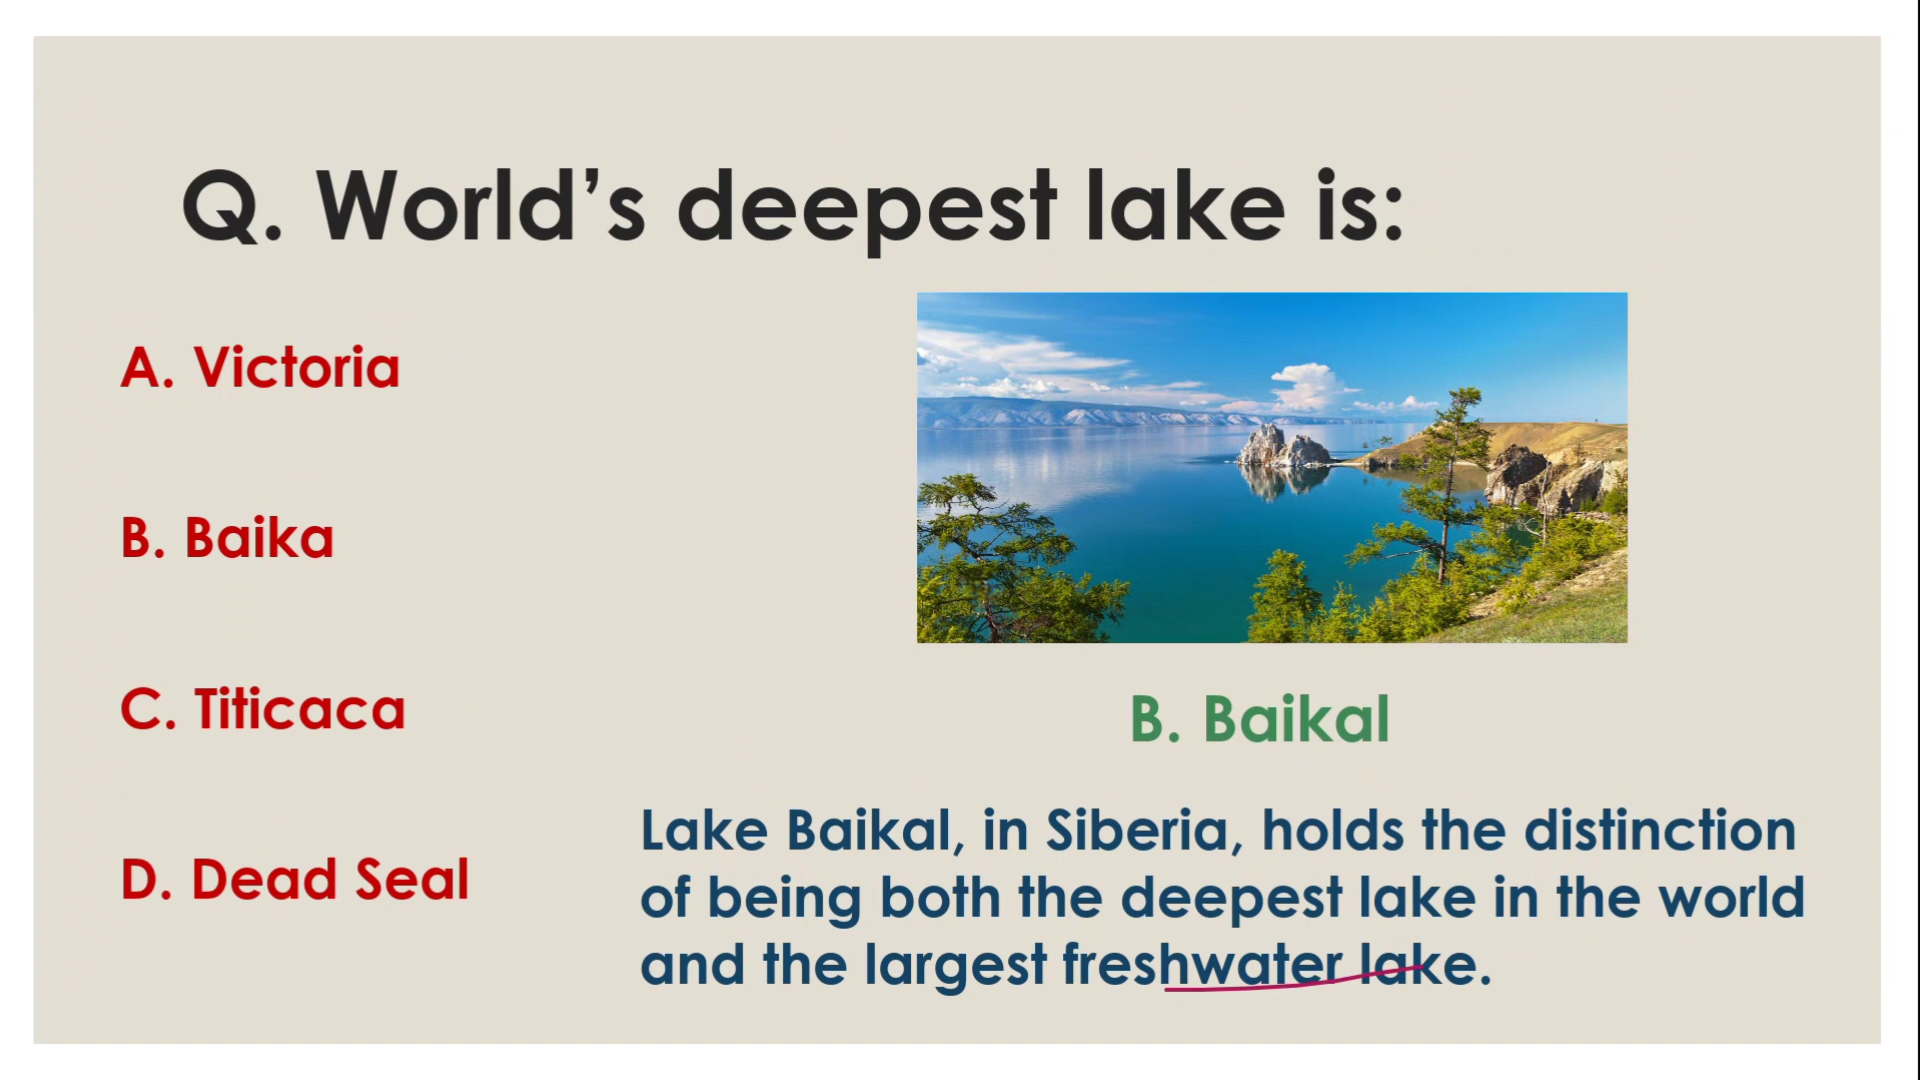 Q. World’s deepest lake is:
A. Victoria
B. Baika
C. Titicaca
D. Dead Seal
B. Baikal
Lake Baikal, in Siberia, holds the distinction
of being both the deepest lake in the world
and the largest freshwater lake.